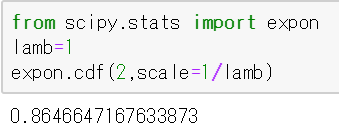 from scipy.stats import expon
lamb=1
expon.cdf(2,scale=1/lamb)
0.8646647167633873